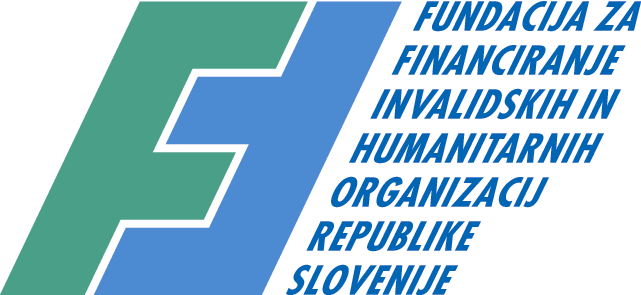 FUNDACIJA ZA
FINANCIRANJE
INVALIDSKIH IN
HUMANITARNIH
ORGANIZACIJ
REPUBLIKE
SLOVENIJE